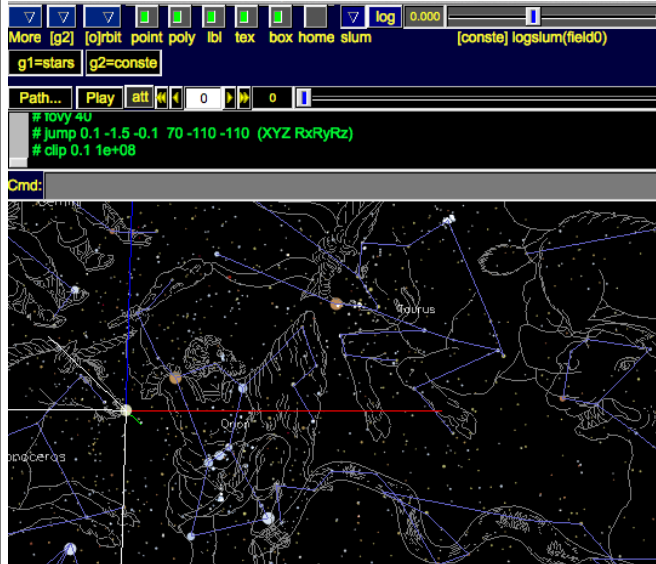 More [g2] [o]rbit point poly lbl tex box home slum log 0.000 [conste] logslum(field0)
g1=stars g2=conste
Path... Play att 0 0
# fovy 40
# jump 0.1 -1.5 -0.1 70 -110 -110 (XYZ RxRyRz)
# clip 0.1 1e+08
Cmd:
Gemini
Taurus
Orion
onoceros